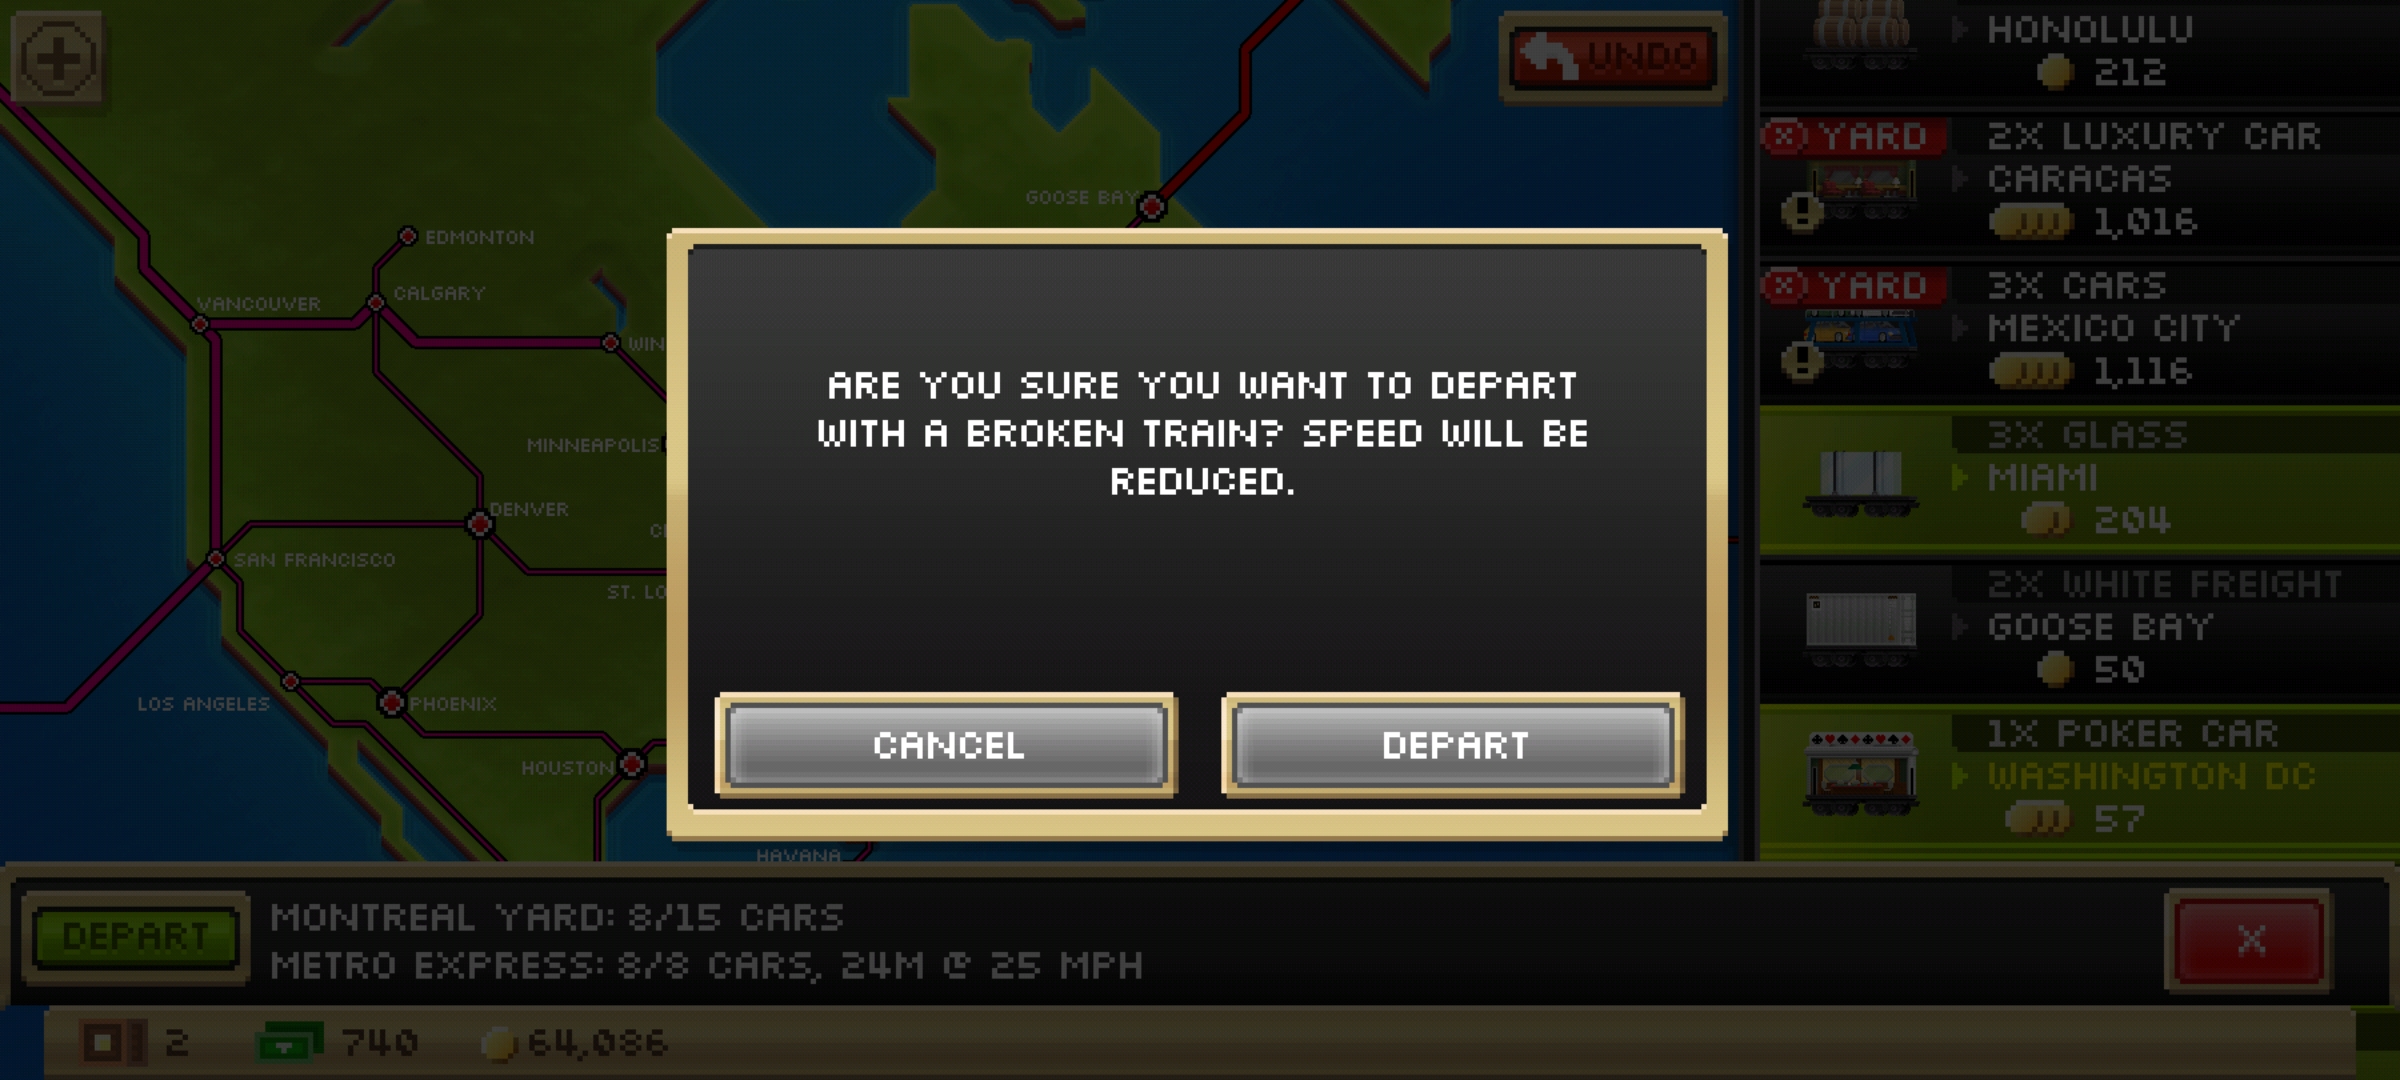 UNDO
GOOSE BAY
EDMONTON
CALGARY
VANCOUVER
WIN
MINNEAPOLIS
DENVER
SAN FRANCISCO
ST. LO
LOS ANGELES
PHOENIX
HOUSTON
HAVANA
ARE YOU SURE YOU WANT TO DEPART
WITH A BROKEN TRAIN? SPEED WILL BE
REDUCED.
CANCEL
DEPART
HONOLULU
212
YARD
2X LUXURY CAR
CARACAS
1,016
YARD
3X CARS
MEXICO CITY
1,116
3X GLASS
MIAMI
204
2X WHITE FREIGHT
GOOSE BAY
50
1X POKER CAR
WASHINGTON DC
57
DEPART
MONTREAL YARD: 8/15 CARS
METRO EXPRESS: 8/8 CARS, 24M @ 25 MPH
X
2
740
64,086